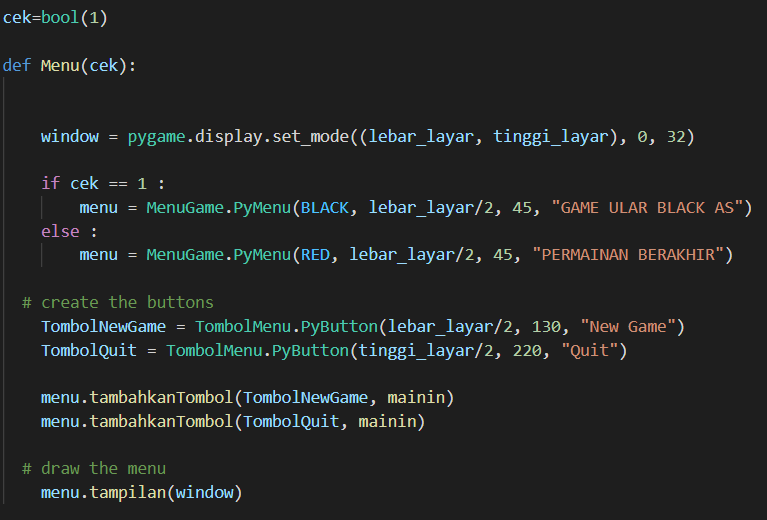 cek=bool(1)
def Menu(cek):
window = pygame.display.set_mode((lebar_layar, tinggi_layar), 0, 32)
if cek == 1 :
menu = MenuGame.PyMenu(BLACK, lebar_layar/2, 45, "GAME ULAR BLACK AS")
else :
menu = MenuGame.PyMenu(RED, lebar_layar/2, 45, "PERMAINAN BERAKHIR")
# create the buttons
TombolNewGame = TombolMenu.PyButton(lebar_layar/2, 130, "New Game")
TombolQuit = TombolMenu.PyButton(tinggi_layar/2, 220, "Quit")
menu.tambahkanTombol(TombolNewGame, mainin)
menu.tambahkanTombol(TombolQuit, mainin)
# draw the menu
menu.tampilan(window)